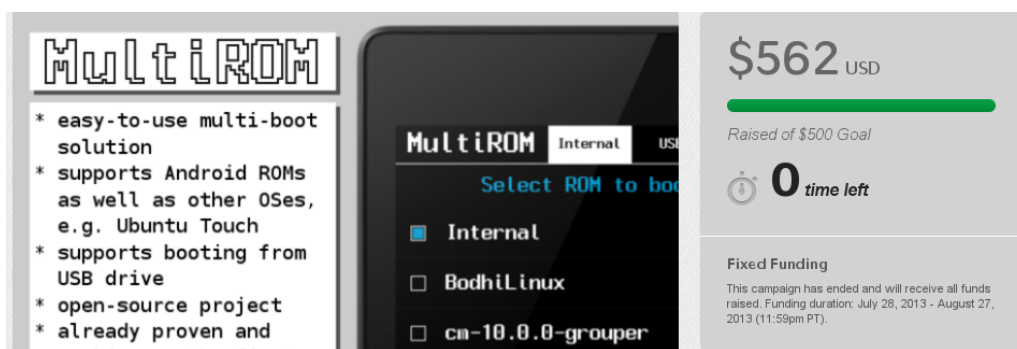 MultiROM
* easy-to-use multi-boot
solution
* supports Android ROMs
as well as other OSes,
e.g. Ubuntu Touch
* supports booting from
USB drive
* open-source project
* already proven and
MultiROM Internal USB
Select ROM to boo
Internal
BodhiLinux
cm-10.0.0-grouper
$562 USD
Raised of $500 Goal
0 time left
Fixed Funding
This campaign has ended and will receive all funds
raised. Funding duration: July 28, 2013 - August 27,
2013 (11:59pm PT).